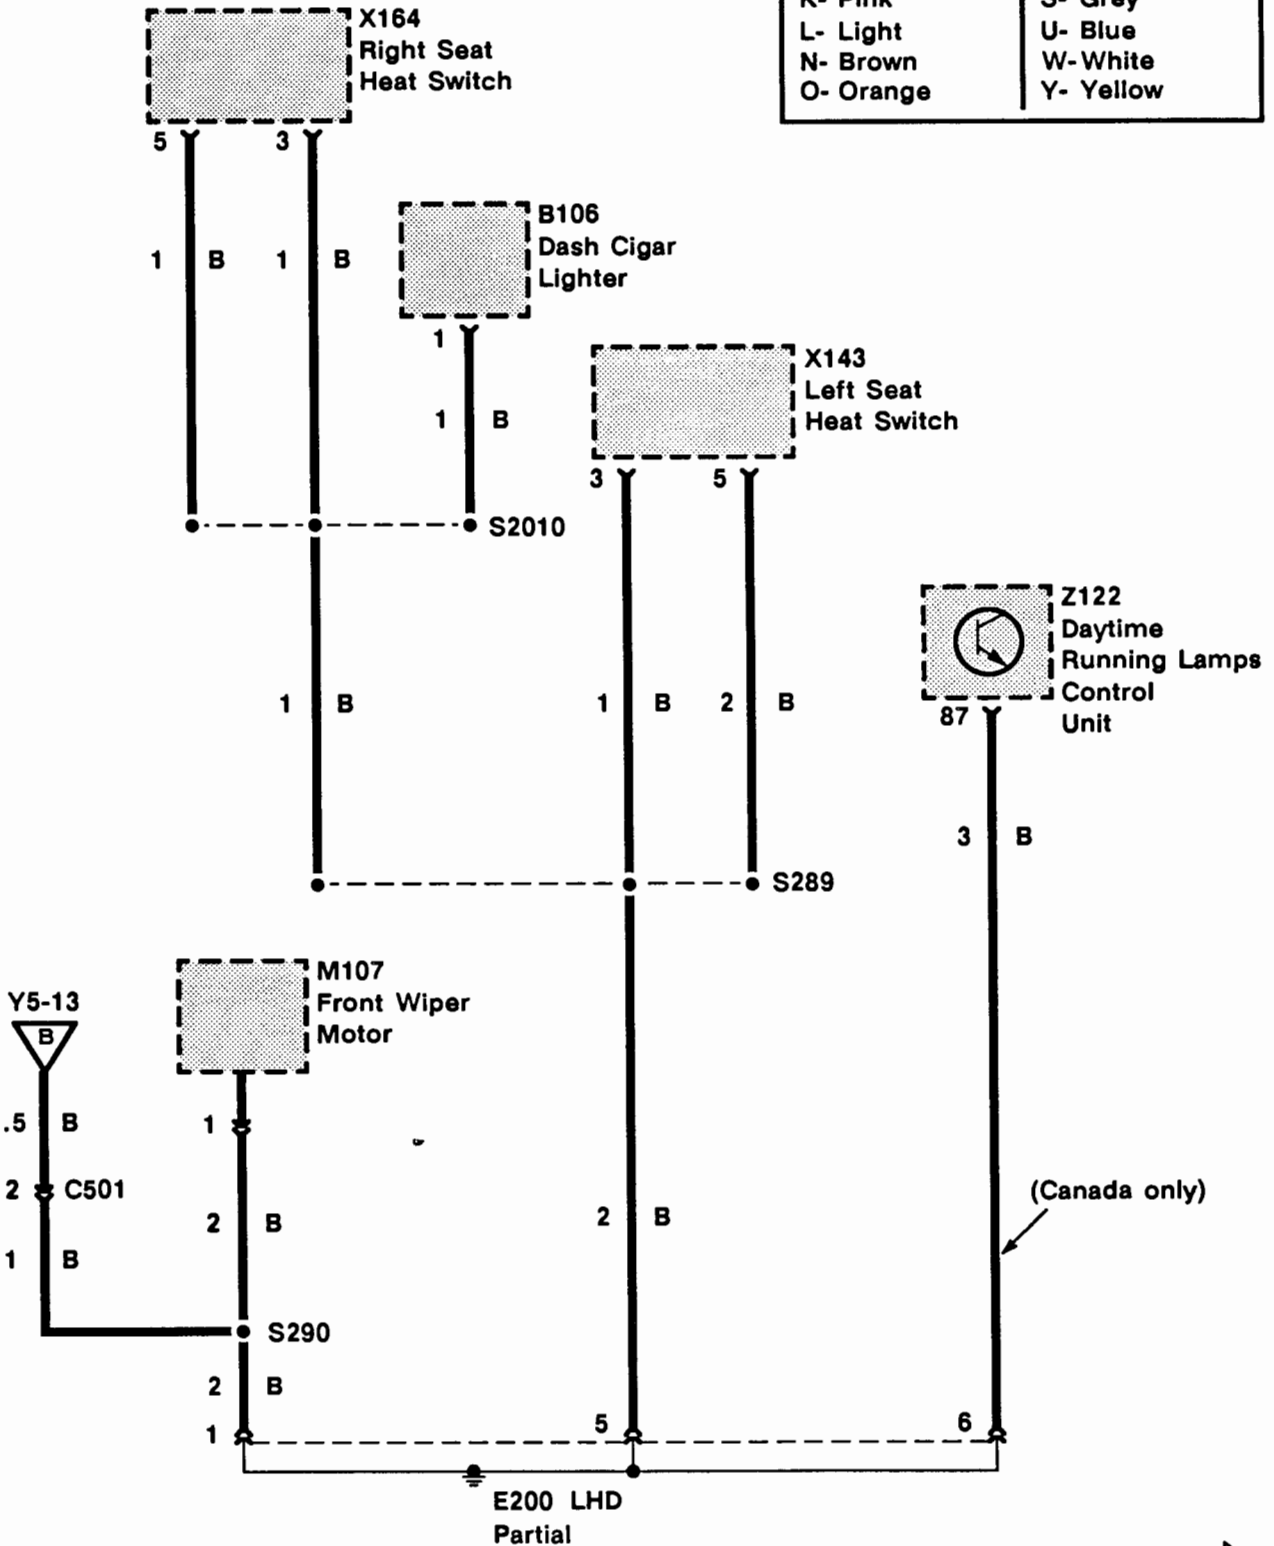 K- Pink
S- Grey
L- Light
U- Blue
N- Brown
W- White
O- Orange
Y- Yellow
X164
Right Seat
Heat Switch
5
3
1
B
1
B
B106
Dash Cigar
Lighter
1
1
B
X143
Left Seat
Heat Switch
3
5
S2010
Z122
Daytime
Running Lamps
Control
Unit
87
1
B
1
B
2
B
3
B
S289
M107
Front Wiper
Motor
Y5-13
B
.5
B
1
2
C501
2
B
1
B
2
B
(Canada only)
S290
2
B
1
5
6
E200 LHD
Partial